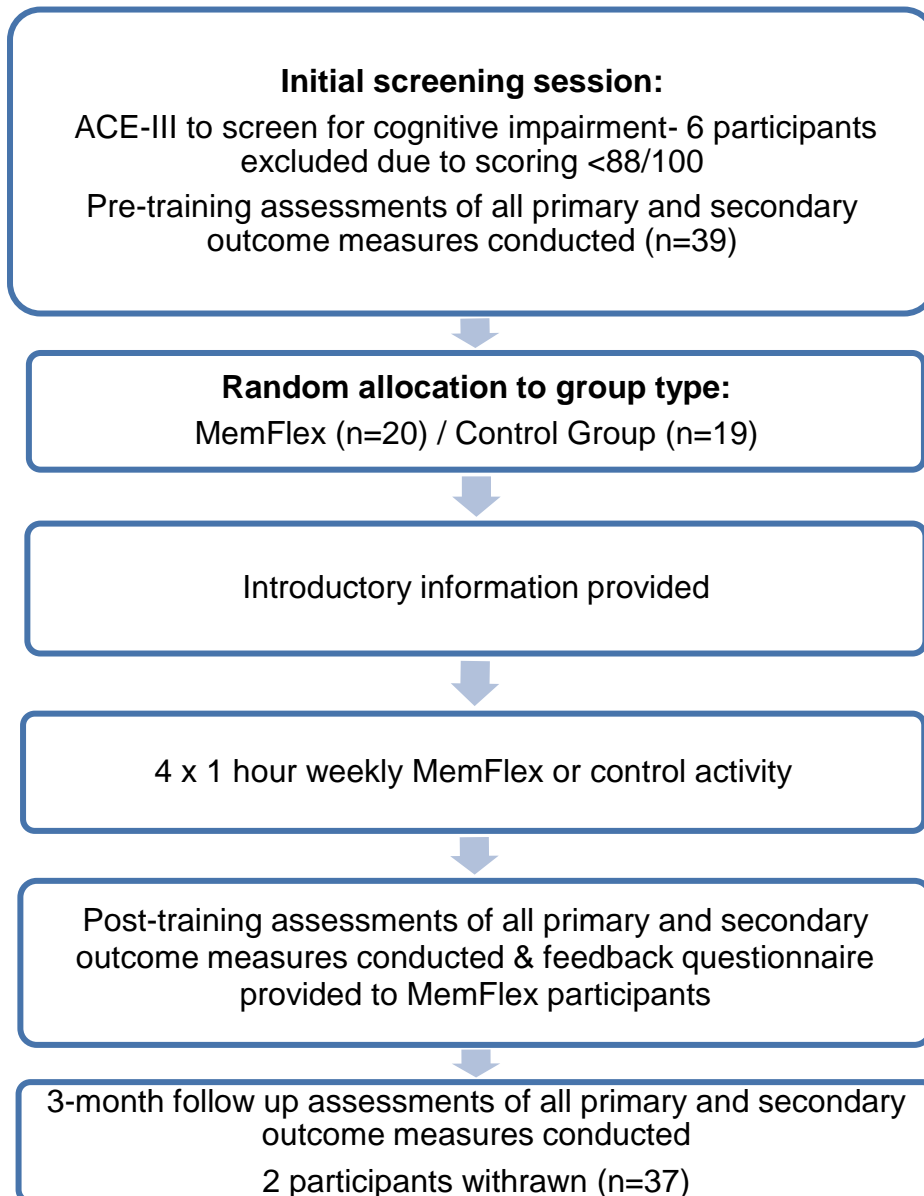 Initial screening session:
ACE-III to screen for cognitive impairment- 6 participants
excluded due to scoring <88/100
Pre-training assessments of all primary and secondary
outcome measures conducted (n=39)
Random allocation to group type:
MemFlex (n=20) / Control Group (n=19)
Introductory information provided
4 x 1 hour weekly MemFlex or control activity
Post-training assessments of all primary and secondary
outcome measures conducted & feedback questionnaire
provided to MemFlex participants
3-month follow up assessments of all primary and secondary
outcome measures conducted
2 participants withrawn (n=37)